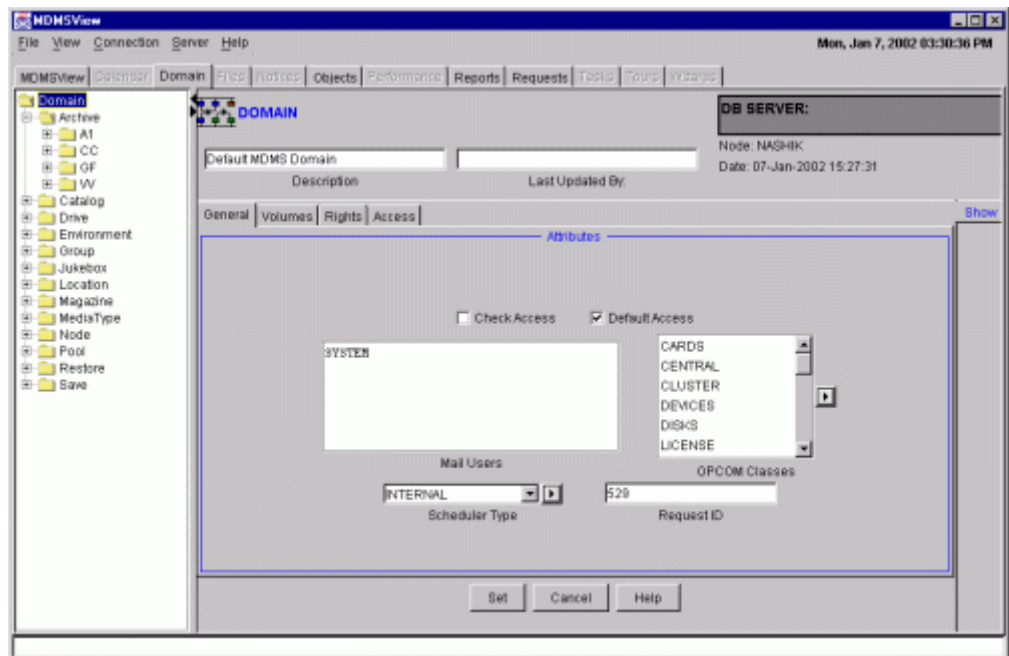 MDMSView
File View Connection Server Help
Mon, Jan 7, 2002 03:30:36 PM
MDMSView Calendar Domain Files Notices Objects Performance Reports Requests Tasks Tours Wizards
Domain
Archive
A1
CC
GF
VV
Catalog
Drive
Environment
Group
Jukebox
Location
Magazine
MediaType
Node
Pool
Restore
Save
DOMAIN
DB SERVER:
Node: NASHIK
Date: 07-Jan-2002 15:27:31
Default MDMS Domain
Description
Last Updated By:
General Volumes Rights Access
Show
Attributes
Check Access
Default Access
SYSTEM
Mail Users
CARDS
CENTRAL
CLUSTER
DEVICES
DISKS
LICENSE
OPCOM Classes
INTERNAL
Scheduler Type
529
Request ID
Set Cancel Help